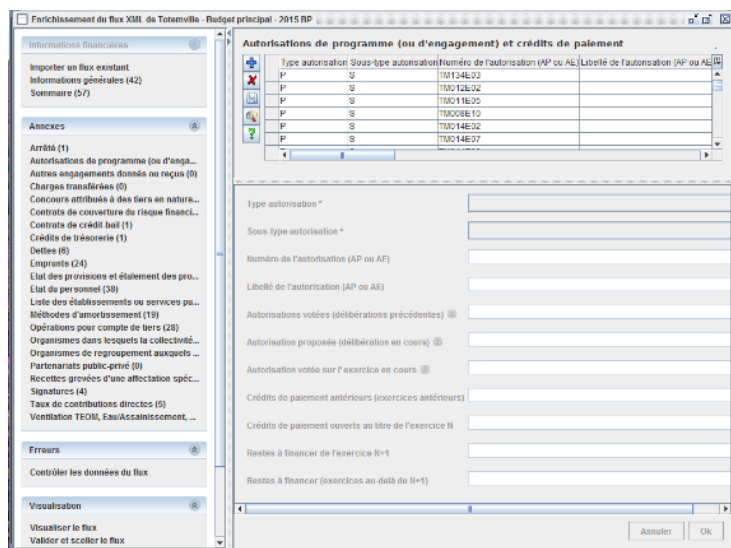 Enrichissement du flux XML de Totemville - Budget principal - 2015 BP
Informations financières
Importer un flux existant
Informations générales (42)
Sommaire (57)
Annexes
Arrêté (1)
Autorisations de programme (ou d'enga...
Autres engagements donnés ou reçus (0)
Charges transférées (0)
Concours attribués à des tiers en nature...
Contrats de couverture du risque financi...
Contrats de crédit-bail (1)
Crédits de trésorerie (1)
Dettes (6)
Emprunts (24)
Etat des provisions et étalement des pro...
Etat du personnel (38)
Liste des établissements ou services pu...
Méthodes d'amortissement (19)
Opérations pour compte de tiers (28)
Organismes dans lesquels la collectivité...
Organismes de regroupement auxquels ...
Partenariats public-privé (0)
Recettes grevées d'une affectation spéc...
Signatures (4)
Taux de contributions directes (5)
Ventilation TEOM, Eau/Assainissement, ...
Erreurs
Contrôler les données du flux
Visualisation
Visualiser le flux
Valider et sceller le flux
Autorisations de programme (ou d'engagement) et crédits de paiement
Type autorisation Sous-type autorisation Numéro de l'autorisation (AP ou AE) Libellé de l'autorisation (AP ou AE
P S TM134E03
P S TM012E02
P S TM011E05
P S TM008E10
P S TM014E02
P S TM014E07
Type autorisation *
Sous-type autorisation *
Numéro de l'autorisation (AP ou AE)
Libellé de l'autorisation (AP ou AE)
Autorisations votées (délibérations précédentes)
Autorisation proposée (délibération en cours)
Autorisation votée sur l'exercice en cours
Crédits de paiement antérieurs (exercices antérieurs)
Crédits de paiement ouverts au titre de l'exercice N
Restes à financer de l'exercice N+1
Restes à financer (exercices au-delà de N+1)
Annuler Ok